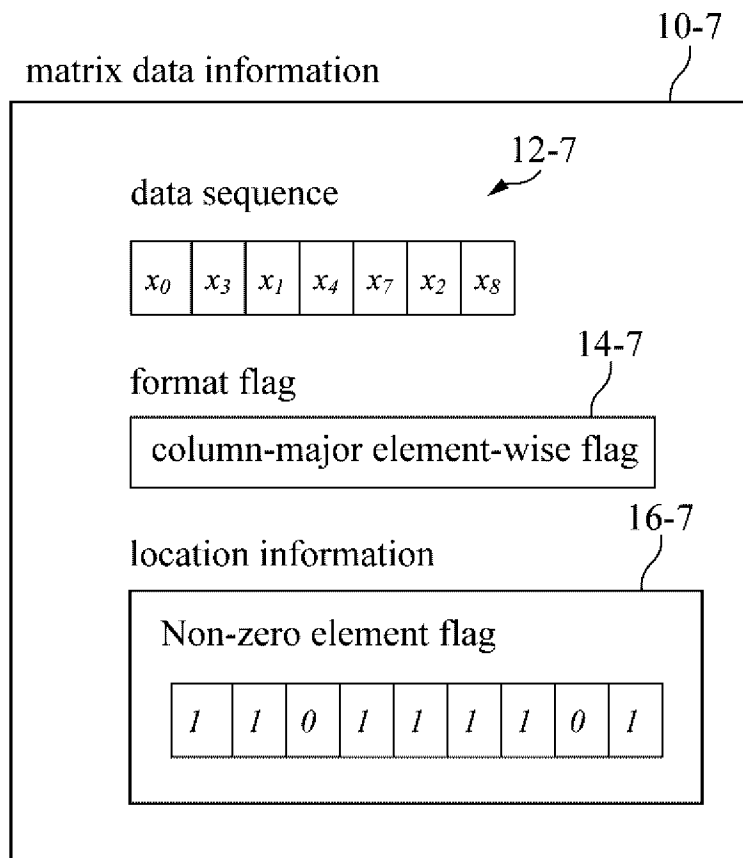 10-7
matrix data information
12-7
data sequence
x0 x3 x1 x4 x7 x2 x8
14-7
format flag
column-major element-wise flag
16-7
location information
Non-zero element flag
1 1 0 1 1 1 1 0 1